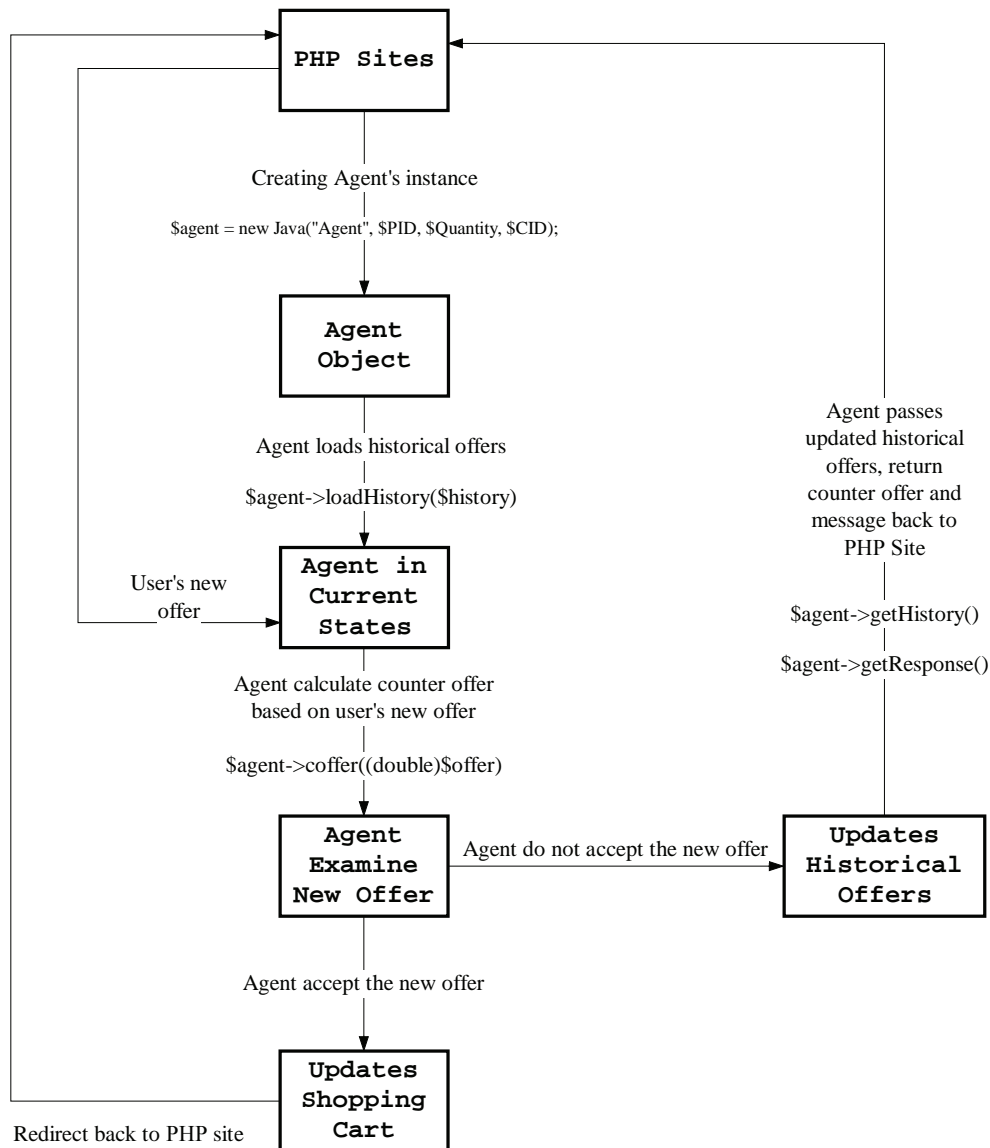 PHP Sites
Creating Agent's instance
$agent = new Java("Agent", $PID, $Quantity, $CID);
Agent
Object
Agent loads historical offers
$agent->loadHistory($history)
Agent in
Current
States
User's new
offer
Agent calculate counter offer
based on user's new offer
$agent->coffer((double)$offer)
Agent
Examine
New Offer
Agent do not accept the new offer
Updates
Historical
Offers
Agent passes
updated historical
offers, return
counter offer and
message back to
PHP Site
$agent->getHistory()
$agent->getResponse()
Agent accept the new offer
Updates
Shopping
Cart
Redirect back to PHP site